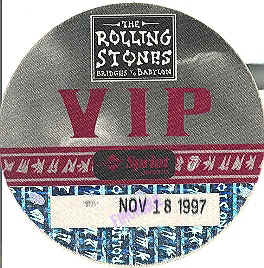 THE
ROLLING
STONES
BRIDGES To BABYLON
VIP
Sprint
NOV 18 1997